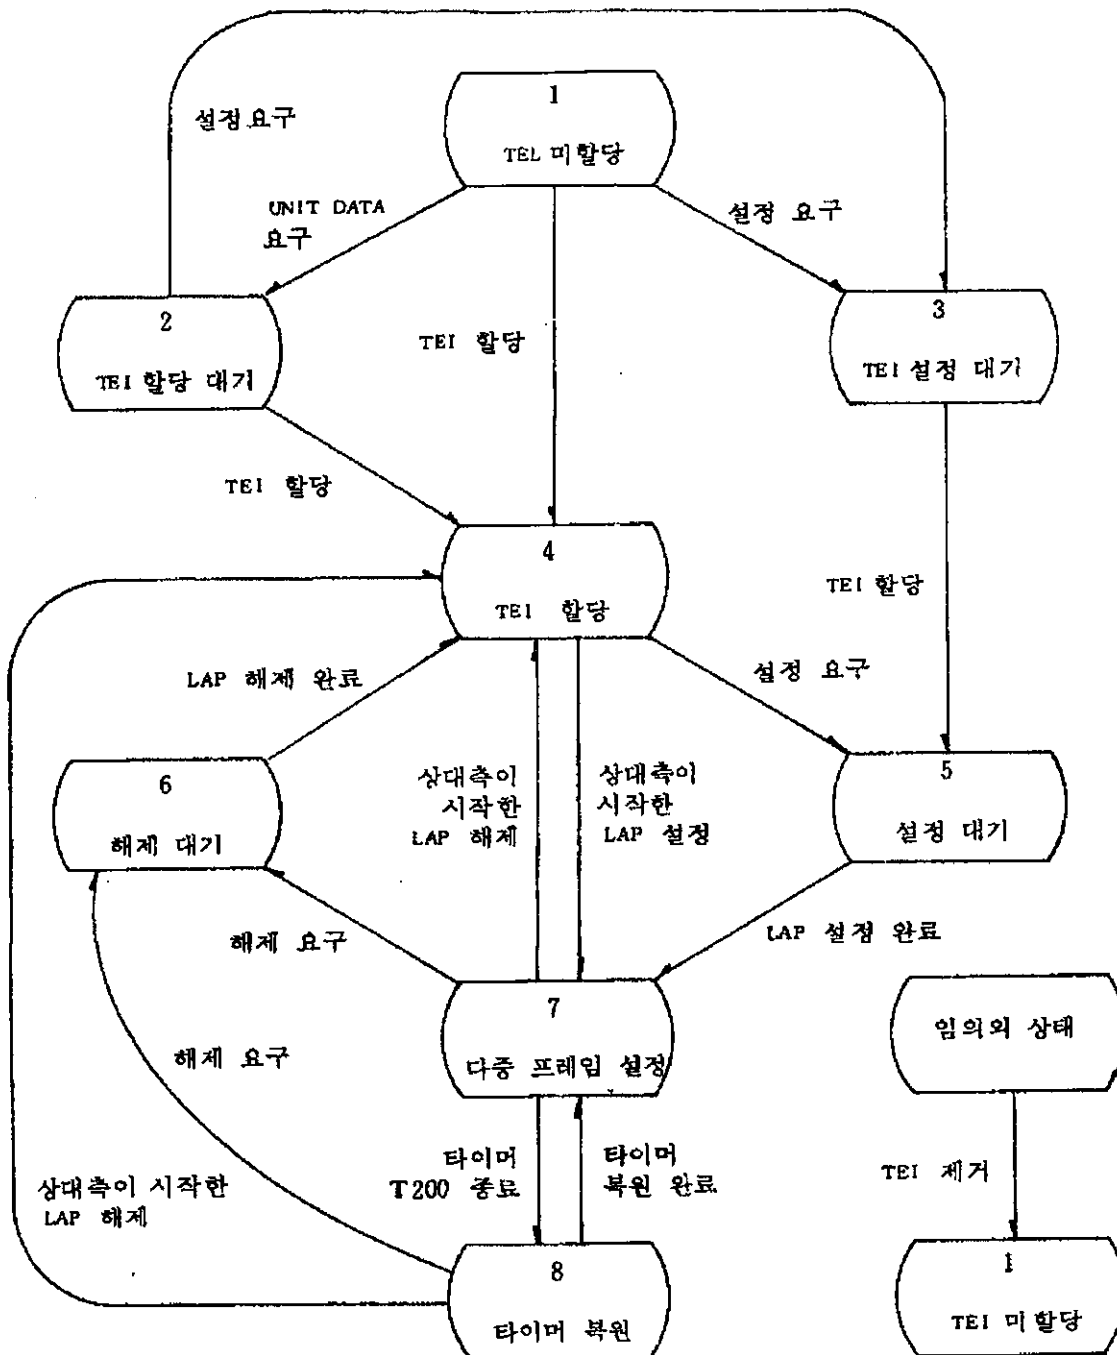 1
TEL 미할당
설정요구
UNIT DATA
요구
설정 요구
2
TEI 할당 대기
3
TEI 설정 대기
TEI 할당
TEI 할당
4
TEI 할당
TEI 할당
LAP 해제 완료
설정 요구
6
해제 대기
상대측이
시작한
LAP 해제
상대측이
시작한
LAP 설정
5
설정 대기
해제 요구
LAP 설정 완료
7
다중 프레임 설정
임의의 상태
해제 요구
타이머
T200 종료
타이머
복원 완료
TEI 제거
상대측이 시작한
LAP 해제
8
타이머 복원
1
TEI 미할당